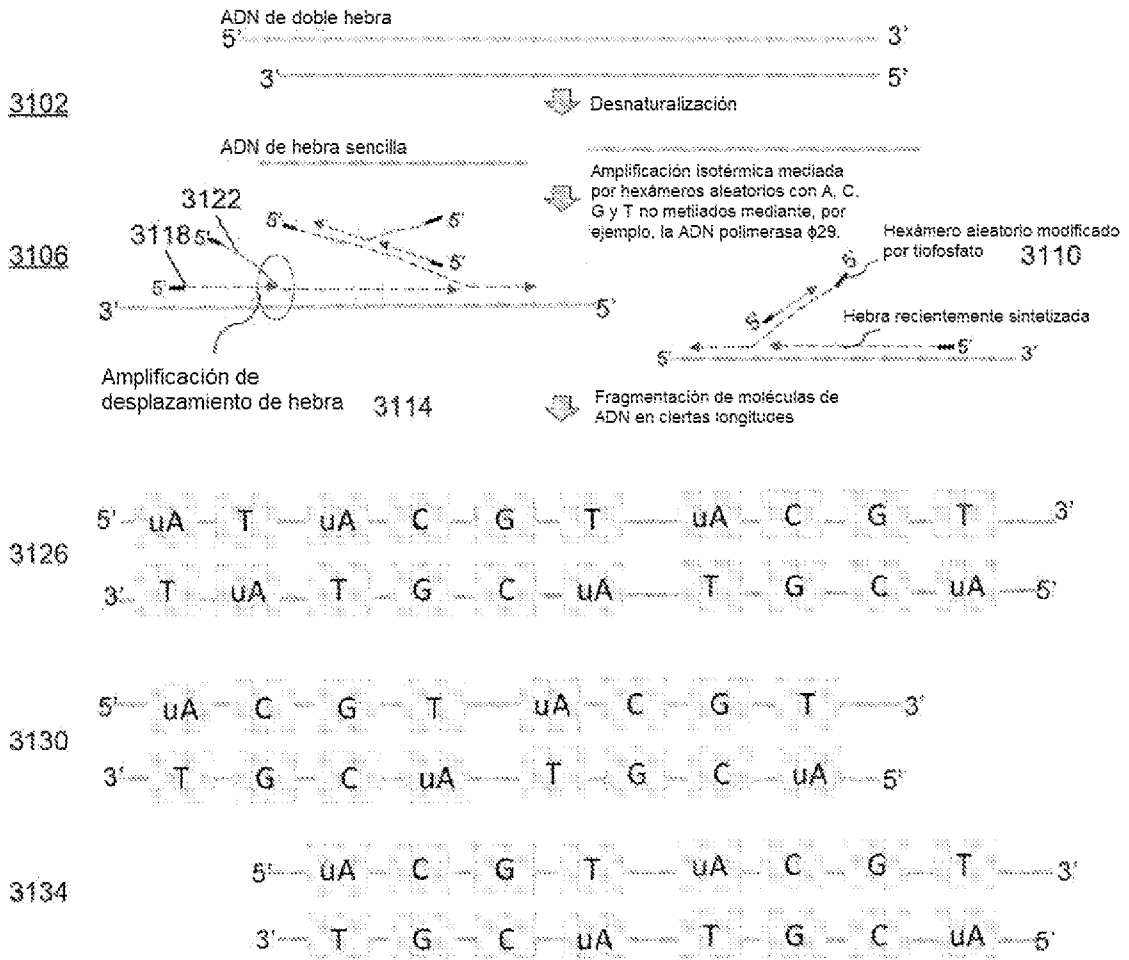 ADN de doble hebra
5' 3'
3' 5'
3102
Desnaturalización
ADN de hebra sencilla
Amplificación isotérmica mediada
por hexámeros aleatorios con A, C,
G y T no metilados mediante, por
ejemplo, la ADN polimerasa ϕ29.
3122
5' 5'
3118 5'
5'
3106
5'
3' 5'
Hexámero aleatorio modificado
por tiofosfato 3110
5'
5'
Hebra recientemente sintetizada
5'
5' 3'
Amplificación de
desplazamiento de hebra 3114
Fragmentación de moléculas de
ADN en ciertas longitudes
3126
5' uA T uA C G T uA C G T 3'
3' T uA T G C uA T G C uA 5'
3130
5' uA C G T uA C G T 3'
3' T G C uA T G C uA 5'
3134
5' uA C G T uA C G T 3'
3' T G C uA T G C uA 5'